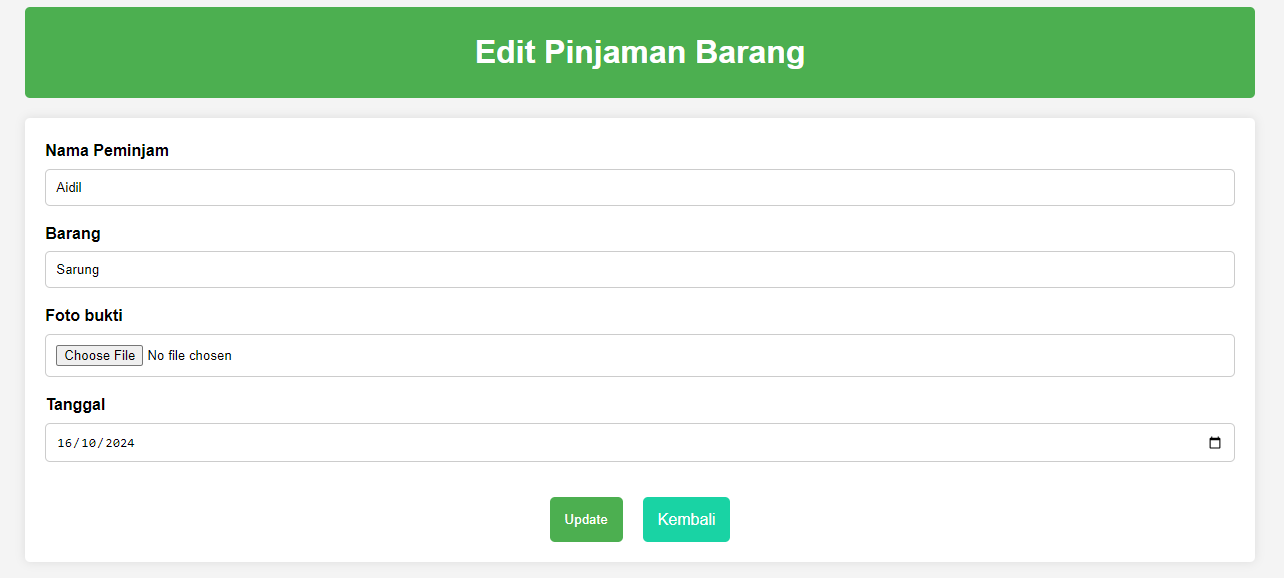 Edit Pinjaman Barang
Nama Peminjam
Aidil
Barang
Sarung
Foto bukti
Choose File No file chosen
Tanggal
16/10/2024
Update Kembali